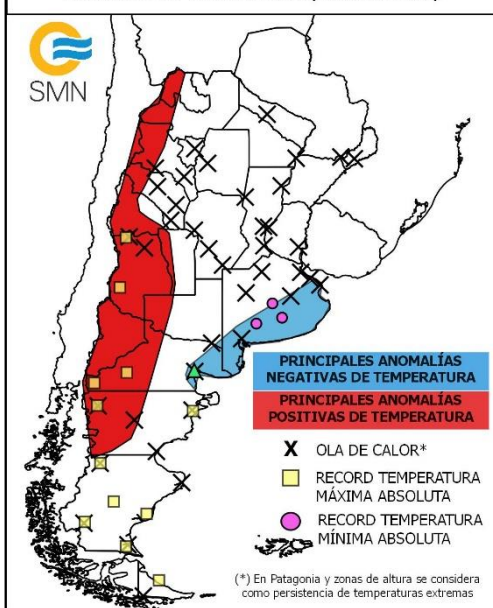 SMN
PRINCIPALES ANOMALÍAS
NEGATIVAS DE TEMPERATURA
PRINCIPALES ANOMALÍAS
POSITIVAS DE TEMPERATURA
X OLA DE CALOR*
RECORD TEMPERATURA
MÁXIMA ABSOLUTA
RECORD TEMPERATURA
MÍNIMA ABSOLUTA
(*) En Patagonia y zonas de altura se considera
como persistencia de temperaturas extremas